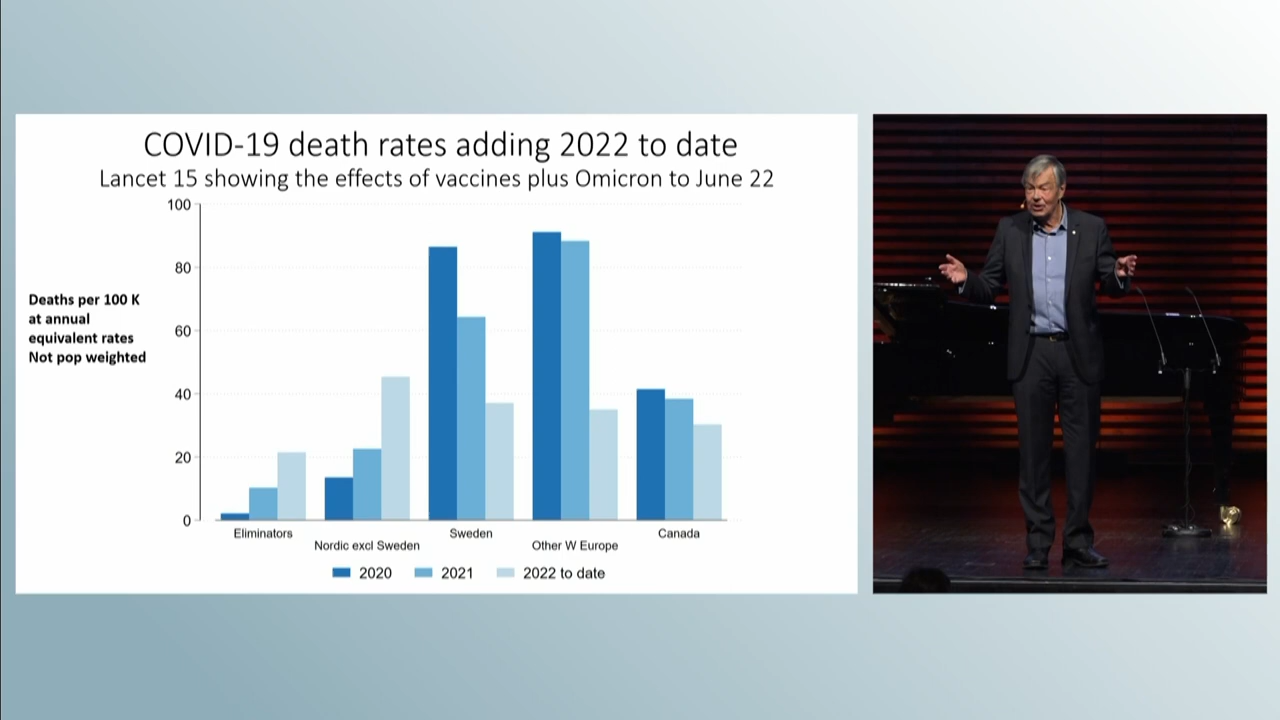 COVID-19 death rates adding 2022 to date
Lancet 15 showing the effects of vaccines plus Omicron to June 22
Deaths per 100 K
at annual
equivalent rates
Not pop weighted
100
80
60
40
20
0
Eliminators
Nordic excl Sweden
Sweden
Other W Europe
Canada
2020 2021 2022 to date